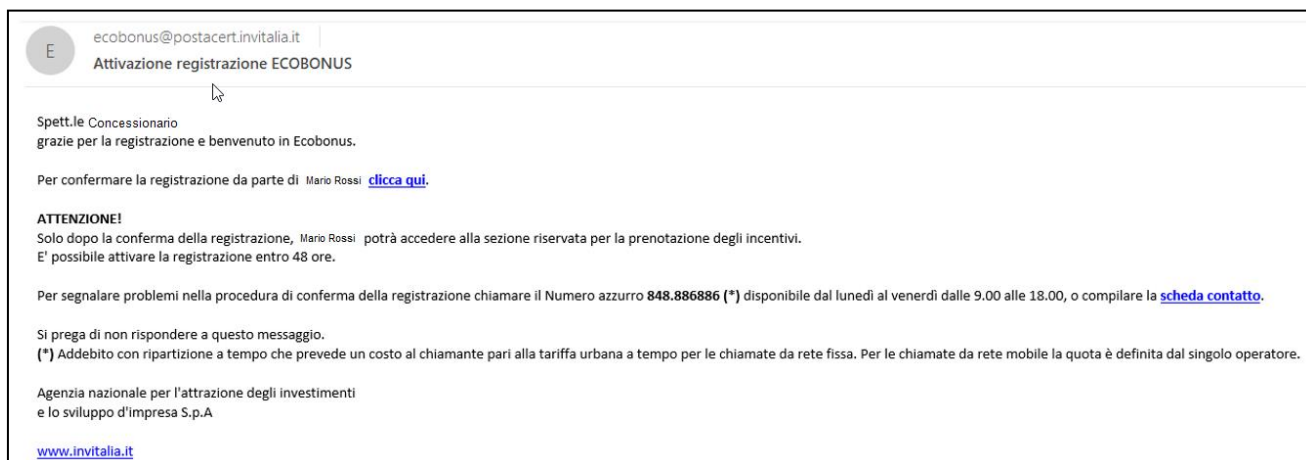 E
ecobonus@postacert.invitalia.it
Attivazione registrazione ECOBONUS
Spett.le Concessionario
grazie per la registrazione e benvenuto in Ecobonus.
Per confermare la registrazione da parte di Mario Rossi clicca qui.
ATTENZIONE!
Solo dopo la conferma della registrazione, Mario Rossi potrà accedere alla sezione riservata per la prenotazione degli incentivi.
E' possibile attivare la registrazione entro 48 ore.
Per segnalare problemi nella procedura di conferma della registrazione chiamare il Numero azzurro 848.886886 (*) disponibile dal lunedì al venerdì dalle 9.00 alle 18.00, o compilare la scheda contatto.
Si prega di non rispondere a questo messaggio.
(*) Addebito con ripartizione a tempo che prevede un costo al chiamante pari alla tariffa urbana a tempo per le chiamate da rete fissa. Per le chiamate da rete mobile la quota è definita dal singolo operatore.
Agenzia nazionale per l'attrazione degli investimenti
e lo sviluppo d'impresa S.p.A
www.invitalia.it